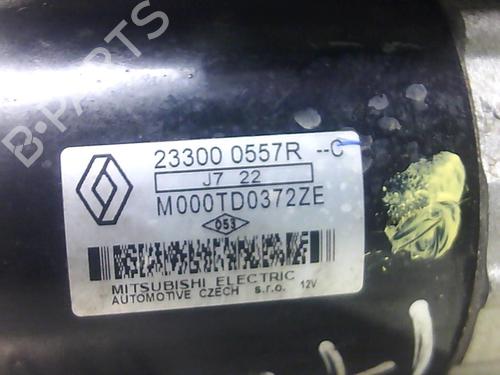 B-PARTS
23300 0557R --C
J7 22
M000TD0372ZE
053
MITSUBISHI ELECTRIC
AUTOMOTIVE CZECH s.r.o. 12V